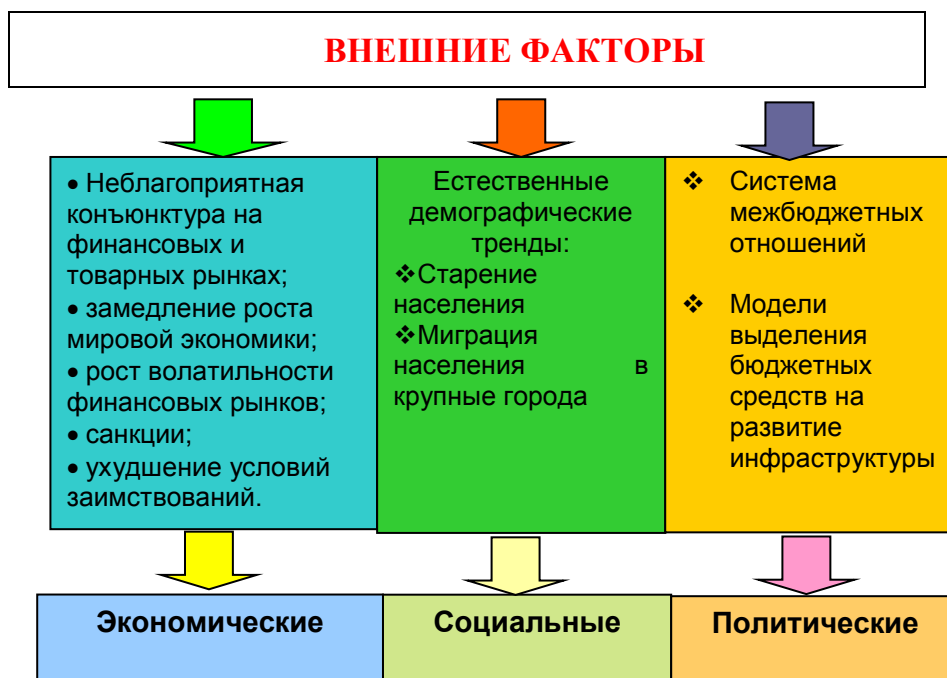 ВНЕШНИЕ ФАКТОРЫ
• Неблагоприятная
конъюнктура на
финансовых и
товарных рынках;
• замедление роста
мировой экономики;
• рост волатильности
финансовых рынков;
• санкции;
• ухудшение условий
заимствований.
Естественные
демографические
тренды:
❖Старение
населения
❖Миграция
населения в
крупные города
❖ Система
межбюджетных
отношений
❖ Модели
выделения
бюджетных
средств на
развитие
инфраструктуры
Экономические
Социальные
Политические